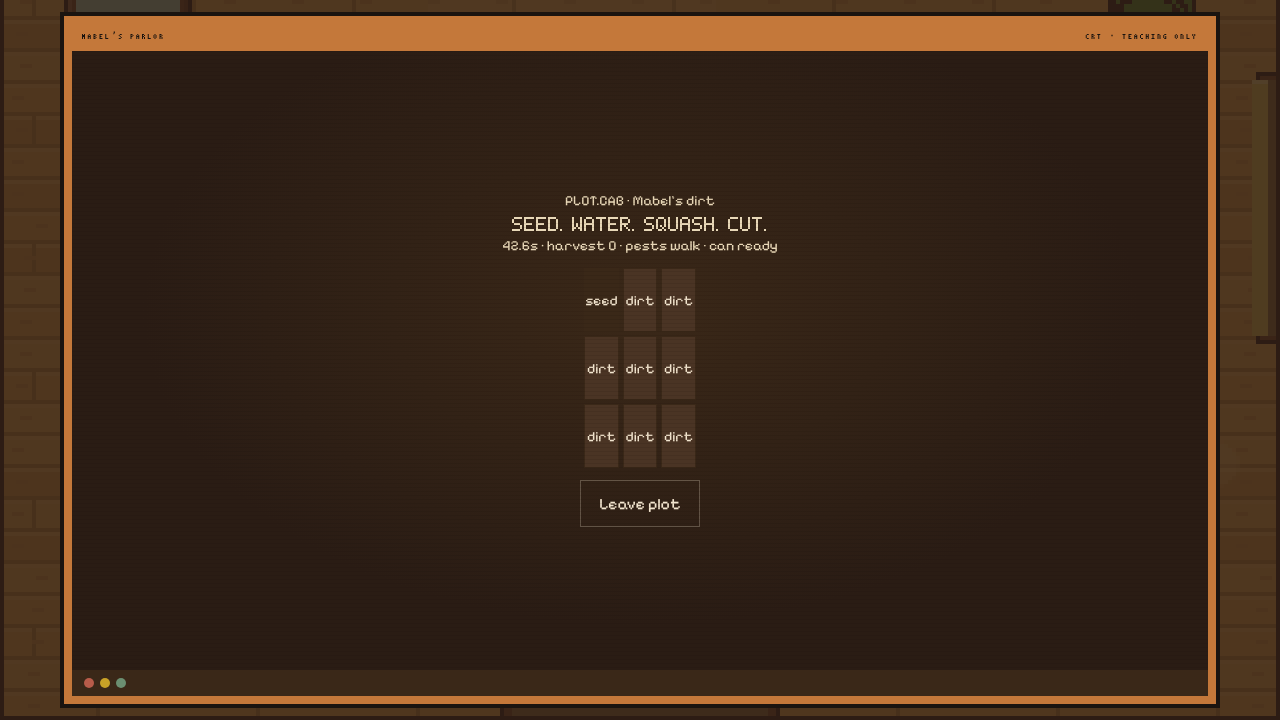 MABEL'S PARLOR
CRT · TEACHING ONLY
PLOT.CAB · Mabel's dirt
SEED. WATER. SQUASH. CUT.
42.6s · harvest 0 · pests walk · can ready
seed dirt dirt
dirt dirt dirt
dirt dirt dirt
Leave plot